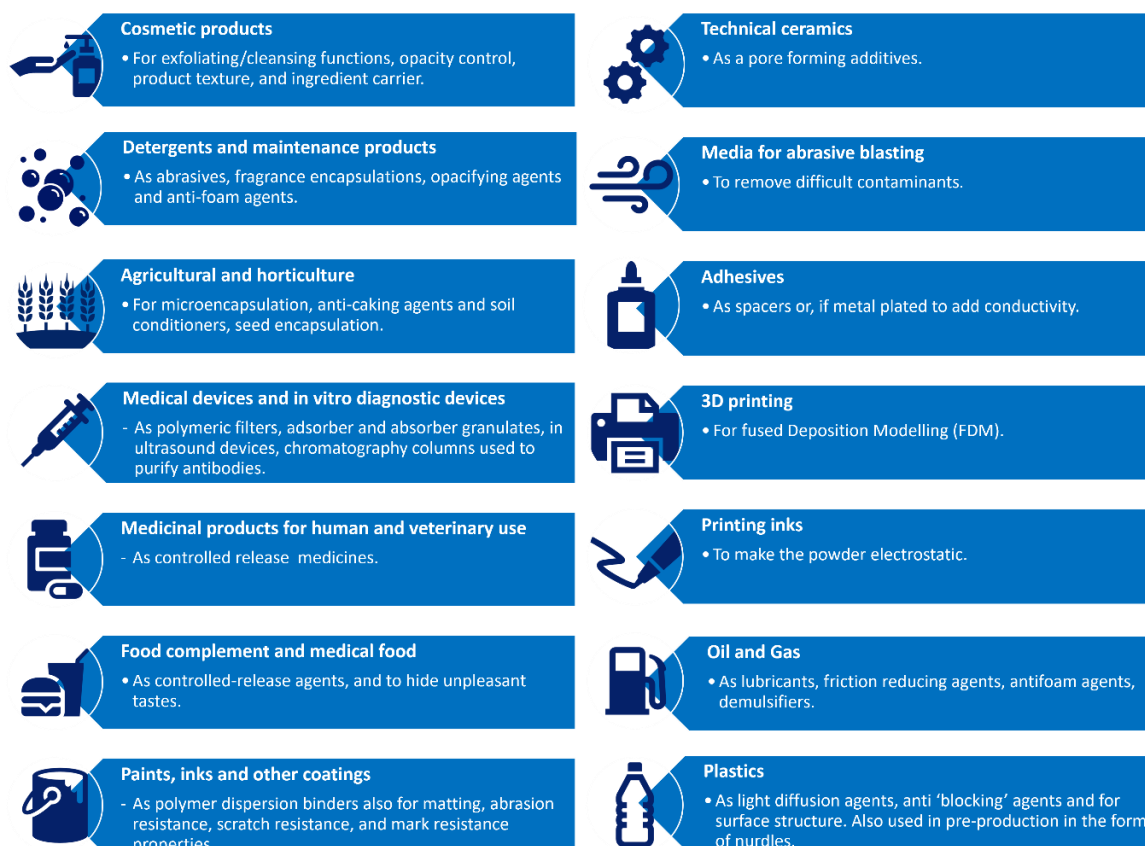 Cosmetic products
• For exfoliating/cleansing functions, opacity control,
product texture, and ingredient carrier.
Detergents and maintenance products
• As abrasives, fragrance encapsulations, opacifying agents
and anti-foam agents.
Agricultural and horticulture
• For microencapsulation, anti-caking agents and soil
conditioners, seed encapsulation.
Medical devices and in vitro diagnostic devices
- As polymeric filters, adsorber and absorber granulates, in
ultrasound devices, chromatography columns used to
purify antibodies.
Medicinal products for human and veterinary use
- As controlled release medicines.
Food complement and medical food
• As controlled-release agents, and to hide unpleasant
tastes.
Paints, inks and other coatings
- As polymer dispersion binders also for matting, abrasion
resistance, scratch resistance, and mark resistance
properties.
Technical ceramics
• As a pore forming additives.
Media for abrasive blasting
• To remove difficult contaminants.
Adhesives
• As spacers or, if metal plated to add conductivity.
3D printing
• For fused Deposition Modelling (FDM).
Printing inks
• To make the powder electrostatic.
Oil and Gas
• As lubricants, friction reducing agents, antifoam agents,
demulsifiers.
Plastics
• As light diffusion agents, anti ‘blocking’ agents and for
surface structure. Also used in pre-production in the form
of nurdles.